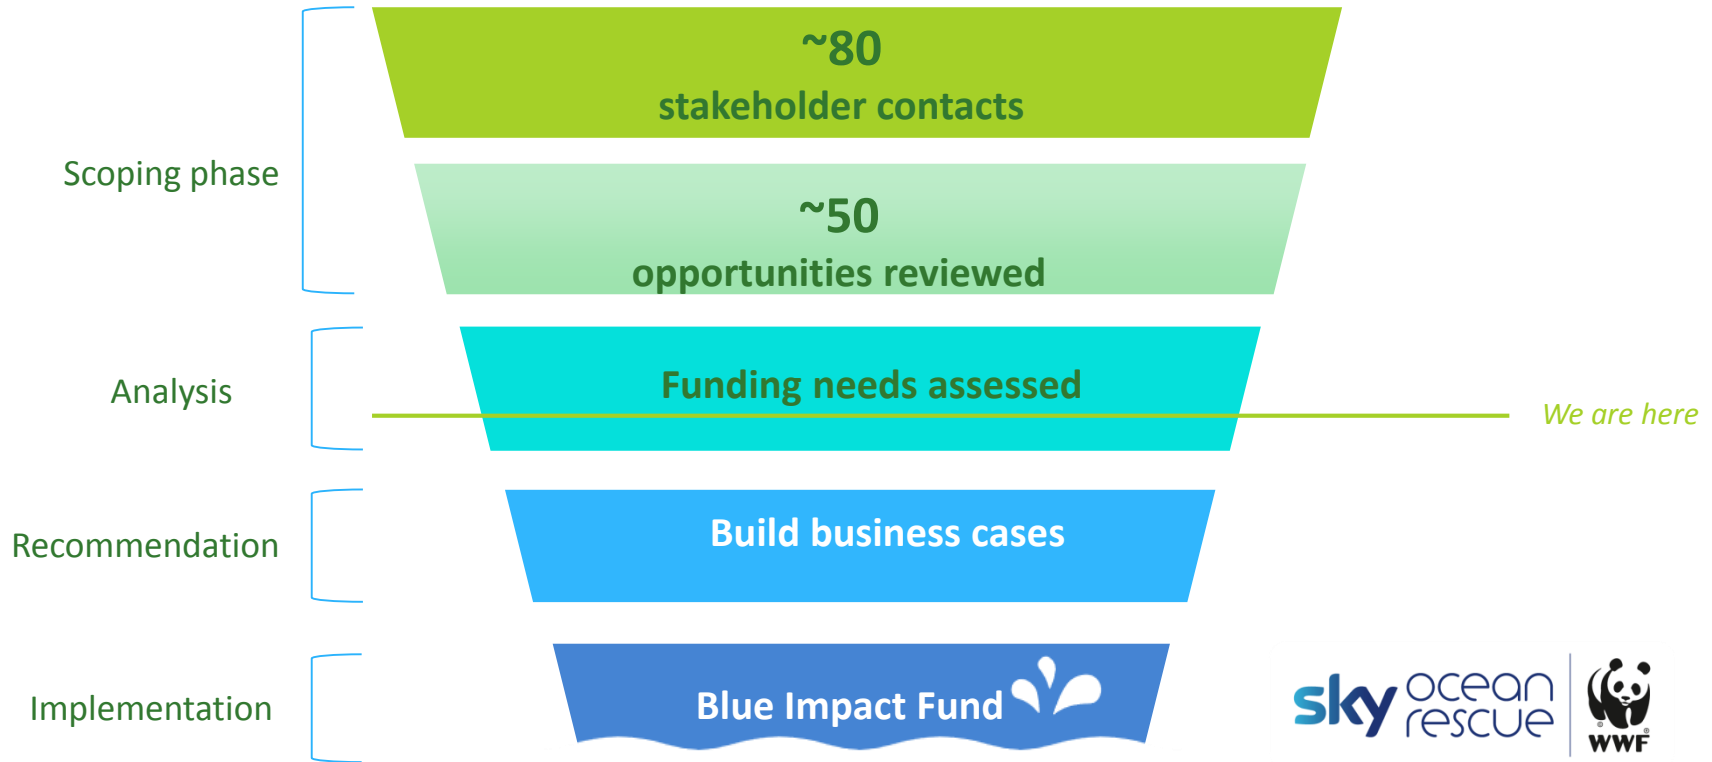 ~80
stakeholder contacts
Scoping phase
~50
opportunities reviewed
Analysis
Funding needs assessed
We are here
Recommendation
Build business cases
Implementation
Blue Impact Fund
sky ocean rescue
©
®
WWF